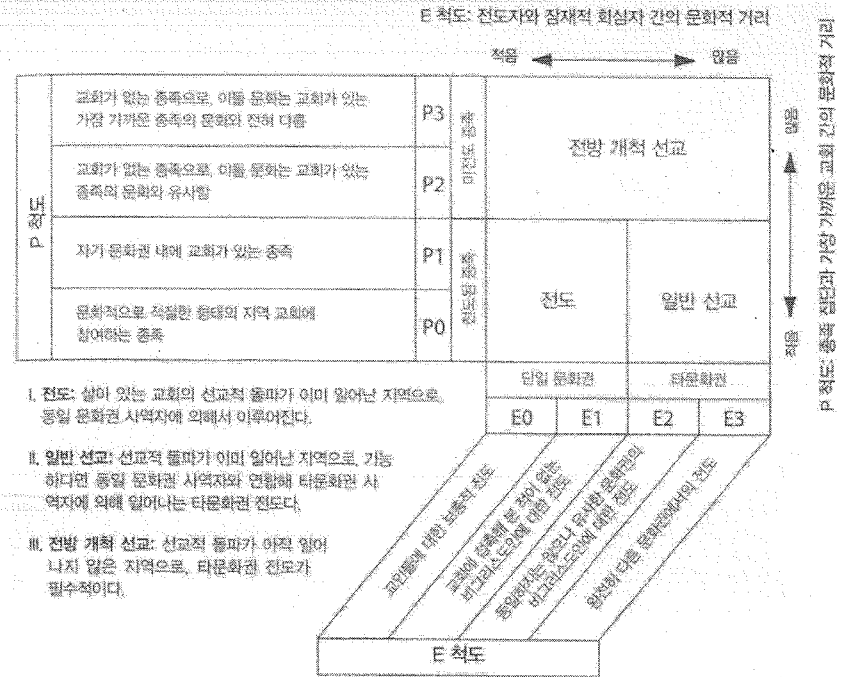 E 척도: 전도자와 잠재적 회심자 간의 문화적 거리
적음
많음
P 척도: 종족 집단과 가장 가까운 교회 간의 문화적 거리
많음
적음
P 척도
교회가 없는 종족으로, 이들 문화는 교회가 있는
가장 가까운 종족의 문화와 전혀 다름
P3
교회가 없는 종족으로, 이들 문화는 교회가 있는
종족의 문화와 유사함
P2
미전도 종족
전방 개척 선교
자기 문화권 내에 교회가 있는 종족
P1
문화적으로 적절한 형태의 지역 교회에
참여하는 종족
P0
전도된 종족
전도
일반 선교
단일 문화권
타문화권
E0
E1
E2
E3
I. 전도: 살아 있는 교회의 선교적 돌파가 이미 일어난 지역으로,
동일 문화권 사역자에 의해서 이루어진다.
II. 일반 선교: 선교적 돌파가 이미 일어난 지역으로, 가능
하다면 동일 문화권 사역자와 연합해 타문화권 사
역자에 의해 일어나는 타문화권 전도다.
III. 전방 개척 선교: 선교적 돌파가 아직 일어
나지 않은 지역으로, 타문화권 전도가
필수적이다.
교인들에 대한 보충적 전도
교회에 접촉해 본 적이 없는
비그리스도인에 대한 전도
동일하지는 않으나 유사한 문화권의
비그리스도인에 대한 전도
완전히 다른 문화권에서의 전도
E 척도